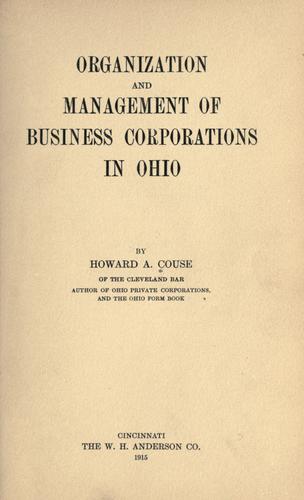 ORGANIZATION
AND
MANAGEMENT OF
BUSINESS CORPORATIONS
IN OHIO
BY
HOWARD A. COUSE
OF THE CLEVELAND BAR
AUTHOR OF OHIO PRIVATE CORPORATIONS,
AND THE OHIO FORM BOOK
CINCINNATI
THE W. H. ANDERSON CO.
1915